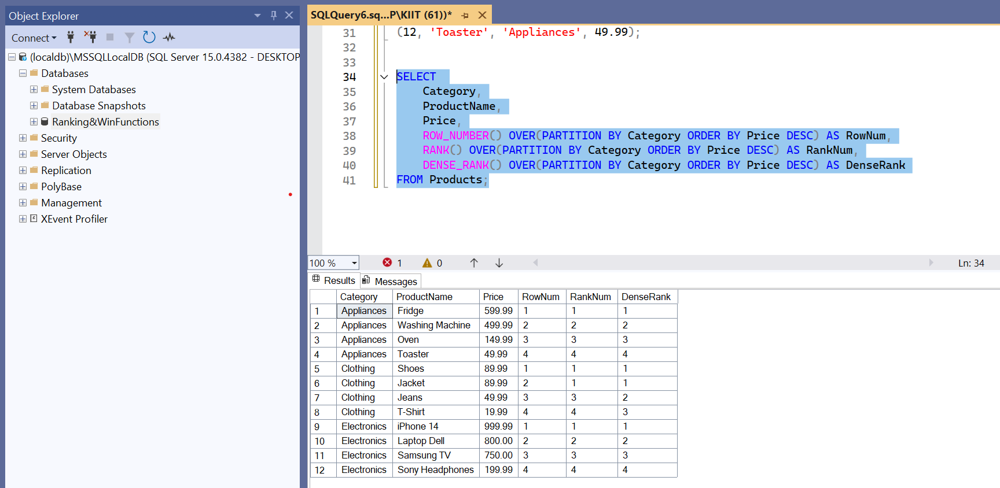 Object Explorer
Connect
(localdb)\MSSQLLocalDB (SQL Server 15.0.4382 - DESKTOP
Databases
System Databases
Database Snapshots
Ranking&WinFunctions
Security
Server Objects
Replication
PolyBase
Management
XEvent Profiler
SQLQuery6.sq...P\KIIT (61))*
31 (12, 'Toaster', 'Appliances', 49.99);
32
33
34 SELECT
35 Category,
36 ProductName,
37 Price,
38 ROW_NUMBER() OVER(PARTITION BY Category ORDER BY Price DESC) AS RowNum,
39 RANK() OVER(PARTITION BY Category ORDER BY Price DESC) AS RankNum,
40 DENSE_RANK() OVER(PARTITION BY Category ORDER BY Price DESC) AS DenseRank
41 FROM Products;
100 % 1 0 Ln: 34
Results Messages
Category ProductName Price RowNum RankNum DenseRank
1 Appliances Fridge 599.99 1 1 1
2 Appliances Washing Machine 499.99 2 2 2
3 Appliances Oven 149.99 3 3 3
4 Appliances Toaster 49.99 4 4 4
5 Clothing Shoes 89.99 1 1 1
6 Clothing Jacket 89.99 2 1 1
7 Clothing Jeans 49.99 3 3 2
8 Clothing T-Shirt 19.99 4 4 3
9 Electronics iPhone 14 999.99 1 1 1
10 Electronics Laptop Dell 800.00 2 2 2
11 Electronics Samsung TV 750.00 3 3 3
12 Electronics Sony Headphones 199.99 4 4 4